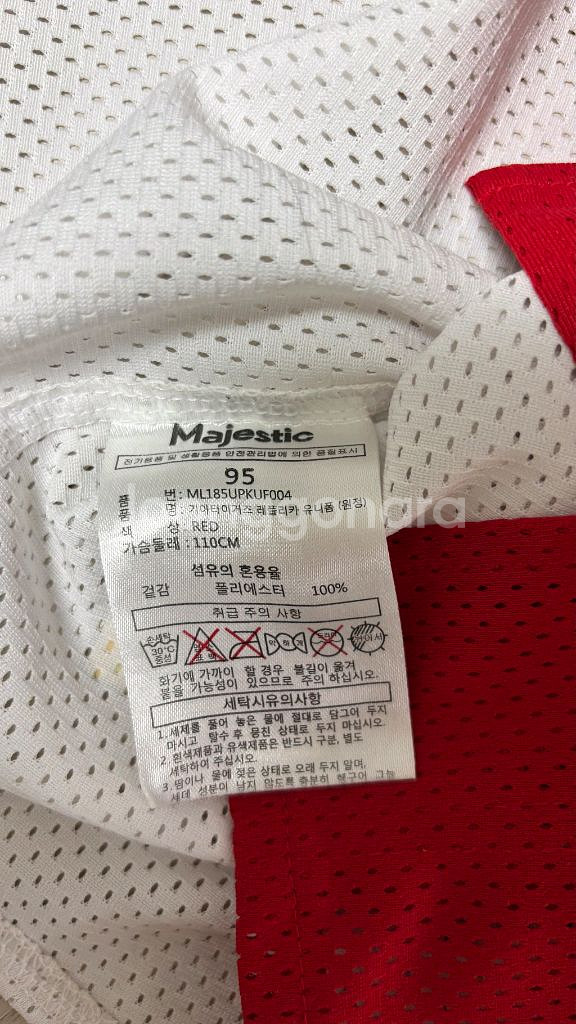 Majestic
전기용품 및 생활용품 안전관리법에 의한 품질표시
95
품 번: ML185UPKUF004
품 명: 기아타이거즈 레플리카 유니폼 (원정)
색 상: RED
가슴둘레: 110CM
섬유의 혼용율
겉감 폴리에스터 100%
취급 주의 사항
손세탁 30℃ 중성
화기에 가까이 할 경우 불길이 옮겨
붙을 가능성이 있으므로 주의 하십시오.
세탁시유의사항
1.세제를 풀어 놓은 물에 절대로 담그어 두지
마시고 탈수 후 뭉친 상태로 두지 마십시오.
2.흰색제품과 유색제품은 반드시 구분, 별도
세탁하여 주십시오.
3.땀이나 물에 젖은 상태로 오래 두지 말며,
세제 성분이 남지 않도록 충분히 헹구어 그늘